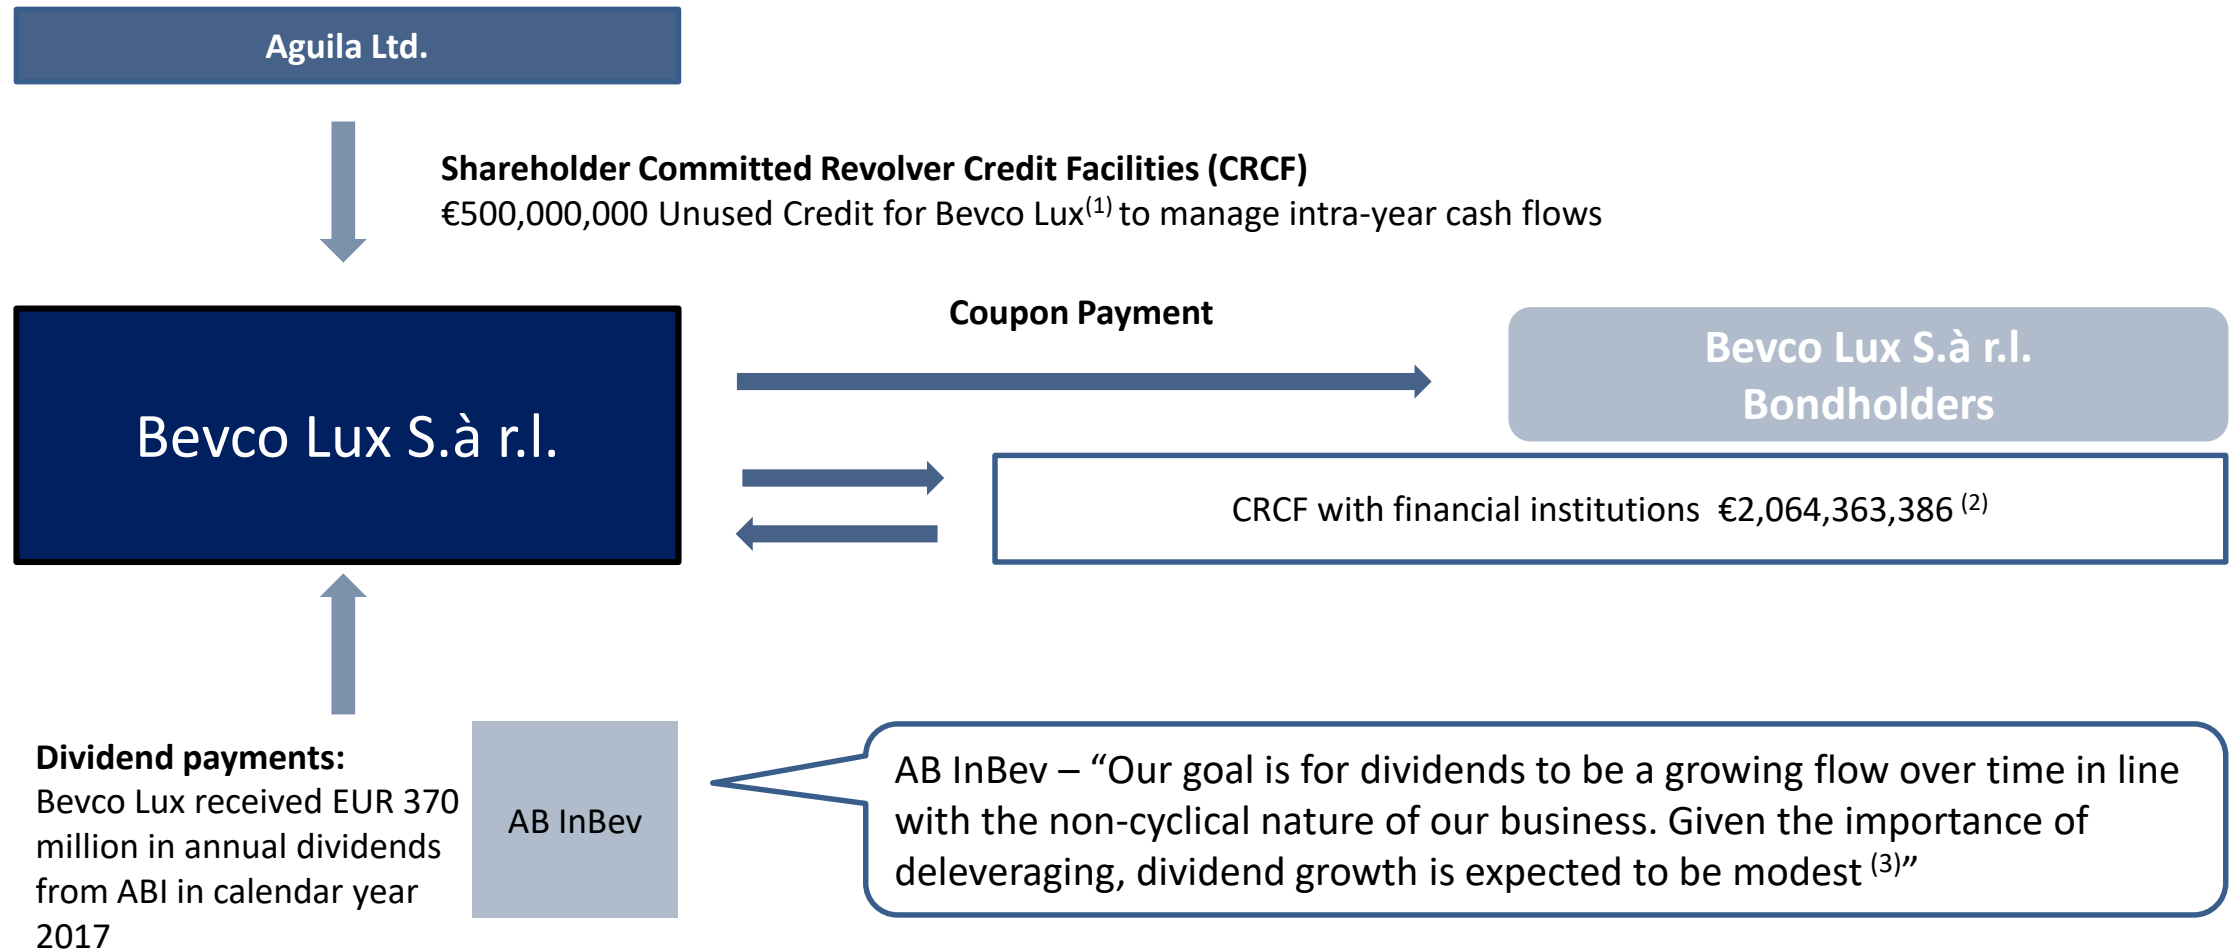 Aguila Ltd.
Shareholder Committed Revolver Credit Facilities (CRCF)
€500,000,000 Unused Credit for Bevco Lux(1) to manage intra-year cash flows
Coupon Payment
Bevco Lux S.à r.l.
Bondholders
Bevco Lux S.à r.l.
CRCF with financial institutions €2,064,363,386 (2)
Dividend payments:
Bevco Lux received EUR 370
million in annual dividends
from ABI in calendar year
2017
AB InBev
AB InBev – “Our goal is for dividends to be a growing flow over time in line
with the non-cyclical nature of our business. Given the importance of
deleveraging, dividend growth is expected to be modest (3)”